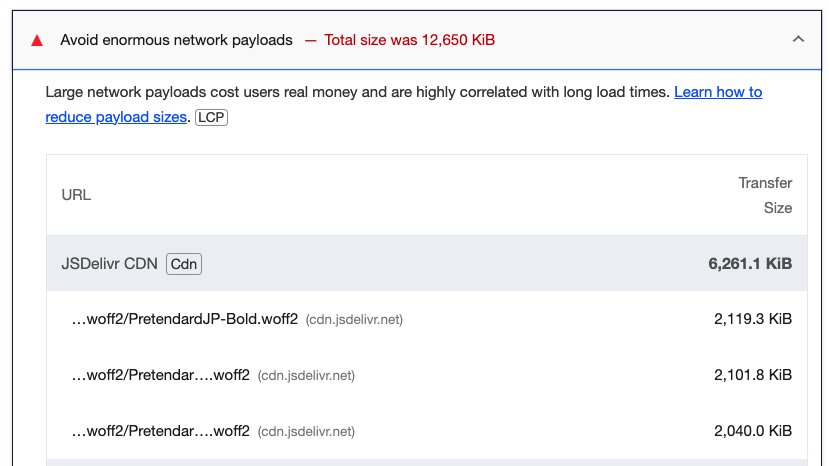 Avoid enormous network payloads — Total size was 12,650 KiB
Large network payloads cost users real money and are highly correlated with long load times. Learn how to
reduce payload sizes. LCP
URL
Transfer
Size
JSDelivr CDN Cdn 6,261.1 KiB
…woff2/PretendardJP-Bold.woff2 (cdn.jsdelivr.net) 2,119.3 KiB
…woff2/Pretendar….woff2 (cdn.jsdelivr.net) 2,101.8 KiB
…woff2/Pretendar….woff2 (cdn.jsdelivr.net) 2,040.0 KiB